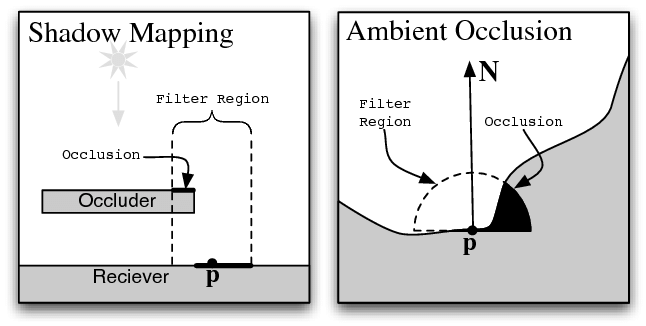 Shadow Mapping
Filter Region
Occlusion
Occluder
Reciever
p
Ambient Occlusion
N
Filter
Region
Occlusion
p